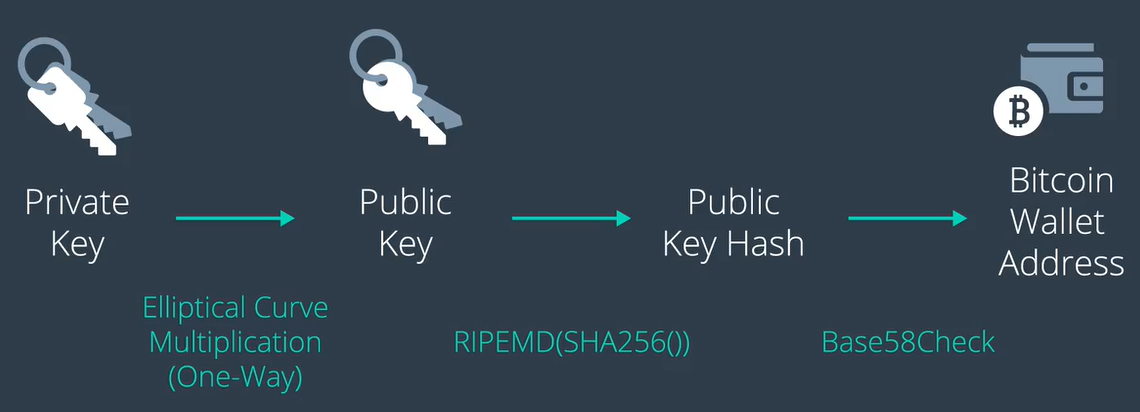 Private
Key
Public
Key
Public
Key Hash
Bitcoin
Wallet
Address
Elliptical Curve
Multiplication
(One-Way)
RIPEMD(SHA256())
Base58Check